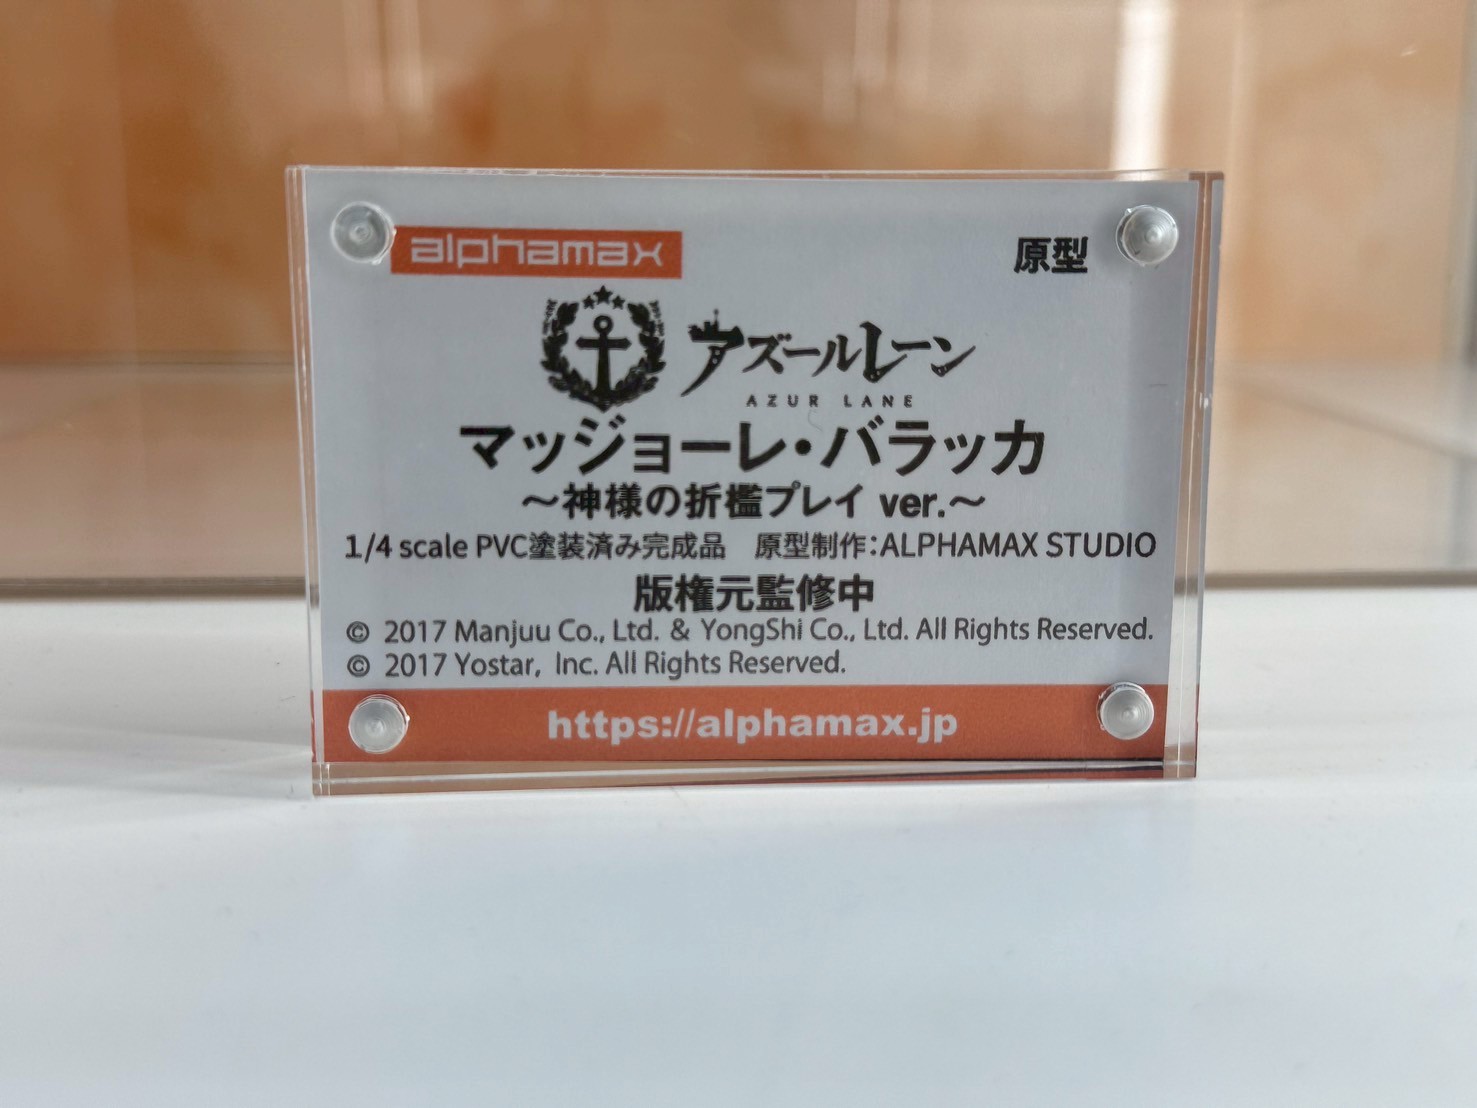 alphamax
原型
アズールレーン
AZUR LANE
マッジョーレ・バラッカ
～神様の折檻プレイ ver.～
1/4 scale PVC塗装済み完成品　原型制作：ALPHAMAX STUDIO
版権元監修中
© 2017 Manjuu Co., Ltd. & YongShi Co., Ltd. All Rights Reserved.
© 2017 Yostar, Inc. All Rights Reserved.
https://alphamax.jp